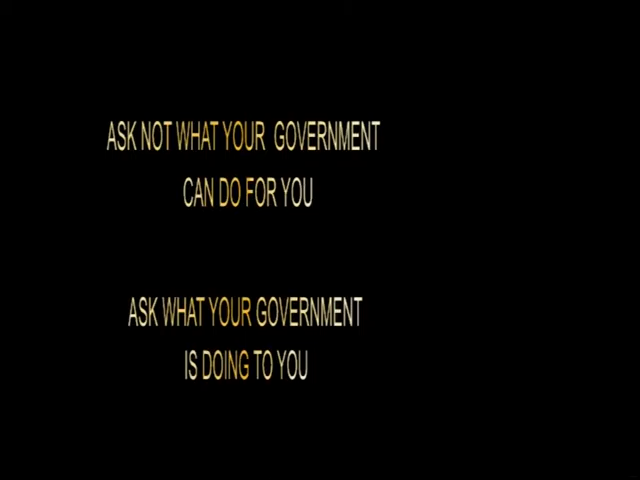 ASK NOT WHAT YOUR GOVERNMENT
CAN DO FOR YOU
ASK WHAT YOUR GOVERNMENT
IS DOING TO YOU